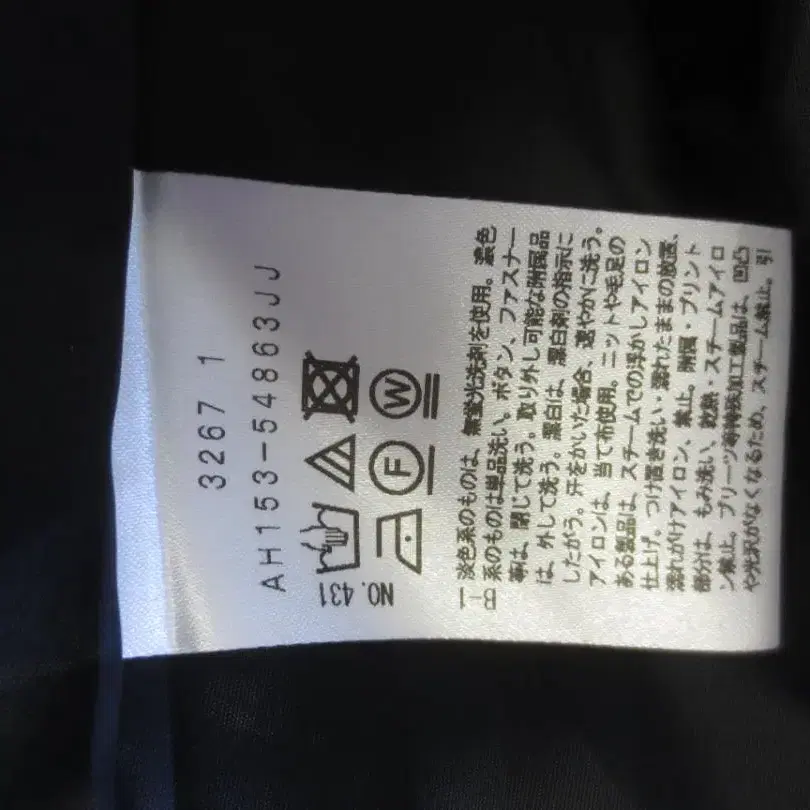 3267 1
AH153-54863JJ
NO. 431
F
W
淡色系のものは、無蛍光洗剤を使用。濃色
系のものは単品洗い。ボタン、ファスナー
等は、閉じて洗う。取り外し可能な附属品
は、外して洗う。漂白は、漂白剤の指示に
したがう。汗をかいた場合、速やかに洗う。
アイロンは、当て布使用。ニットや毛足の
ある製品は、スチームでの浮かしアイロン
仕上げ。つけ置き洗い・濡れたままの放置、
濡れがけアイロン、禁止。附属・プリント
部分は、もみ洗い、乾熱・スチームアイロ
ン禁止。プリーツ等特殊加工製品は、凹凸
や光沢がなくなるため、スチーム禁止。引